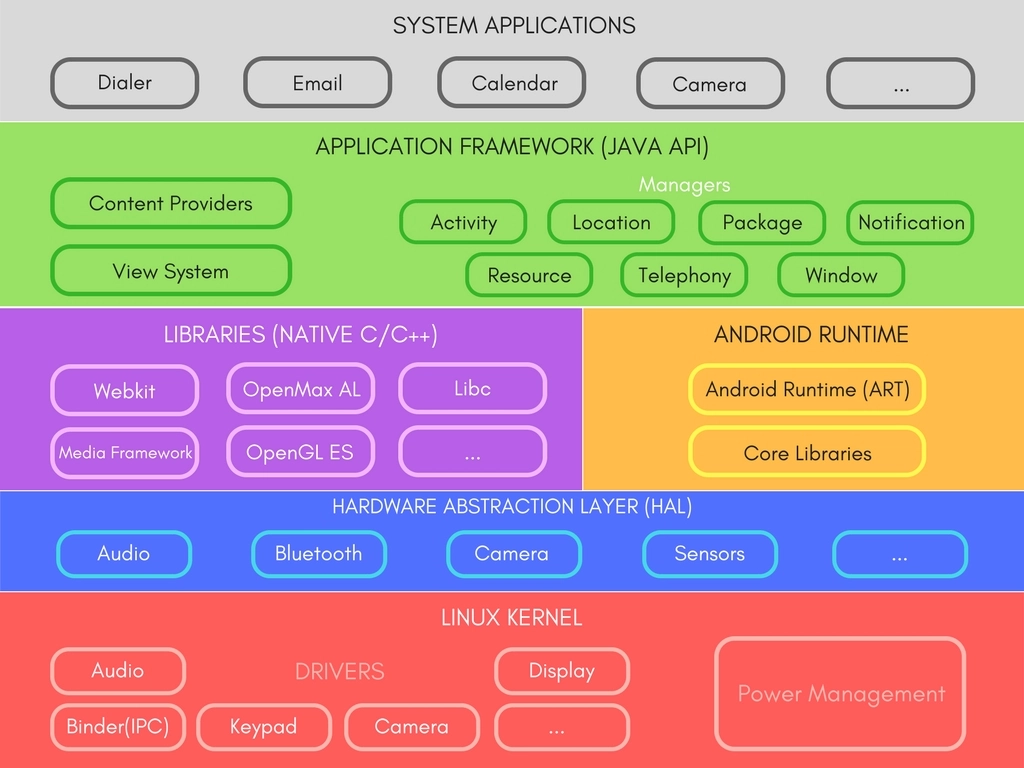 SYSTEM APPLICATIONS
Dialer
Email
Calendar
Camera
...
APPLICATION FRAMEWORK (JAVA API)
Content Providers
View System
Managers
Activity
Location
Package
Notification
Resource
Telephony
Window
LIBRARIES (NATIVE C/C++)
Webkit
OpenMax AL
Libc
Media Framework
OpenGL ES
...
ANDROID RUNTIME
Android Runtime (ART)
Core Libraries
HARDWARE ABSTRACTION LAYER (HAL)
Audio
Bluetooth
Camera
Sensors
...
LINUX KERNEL
Audio
DRIVERS
Display
Binder(IPC)
Keypad
Camera
...
Power Management